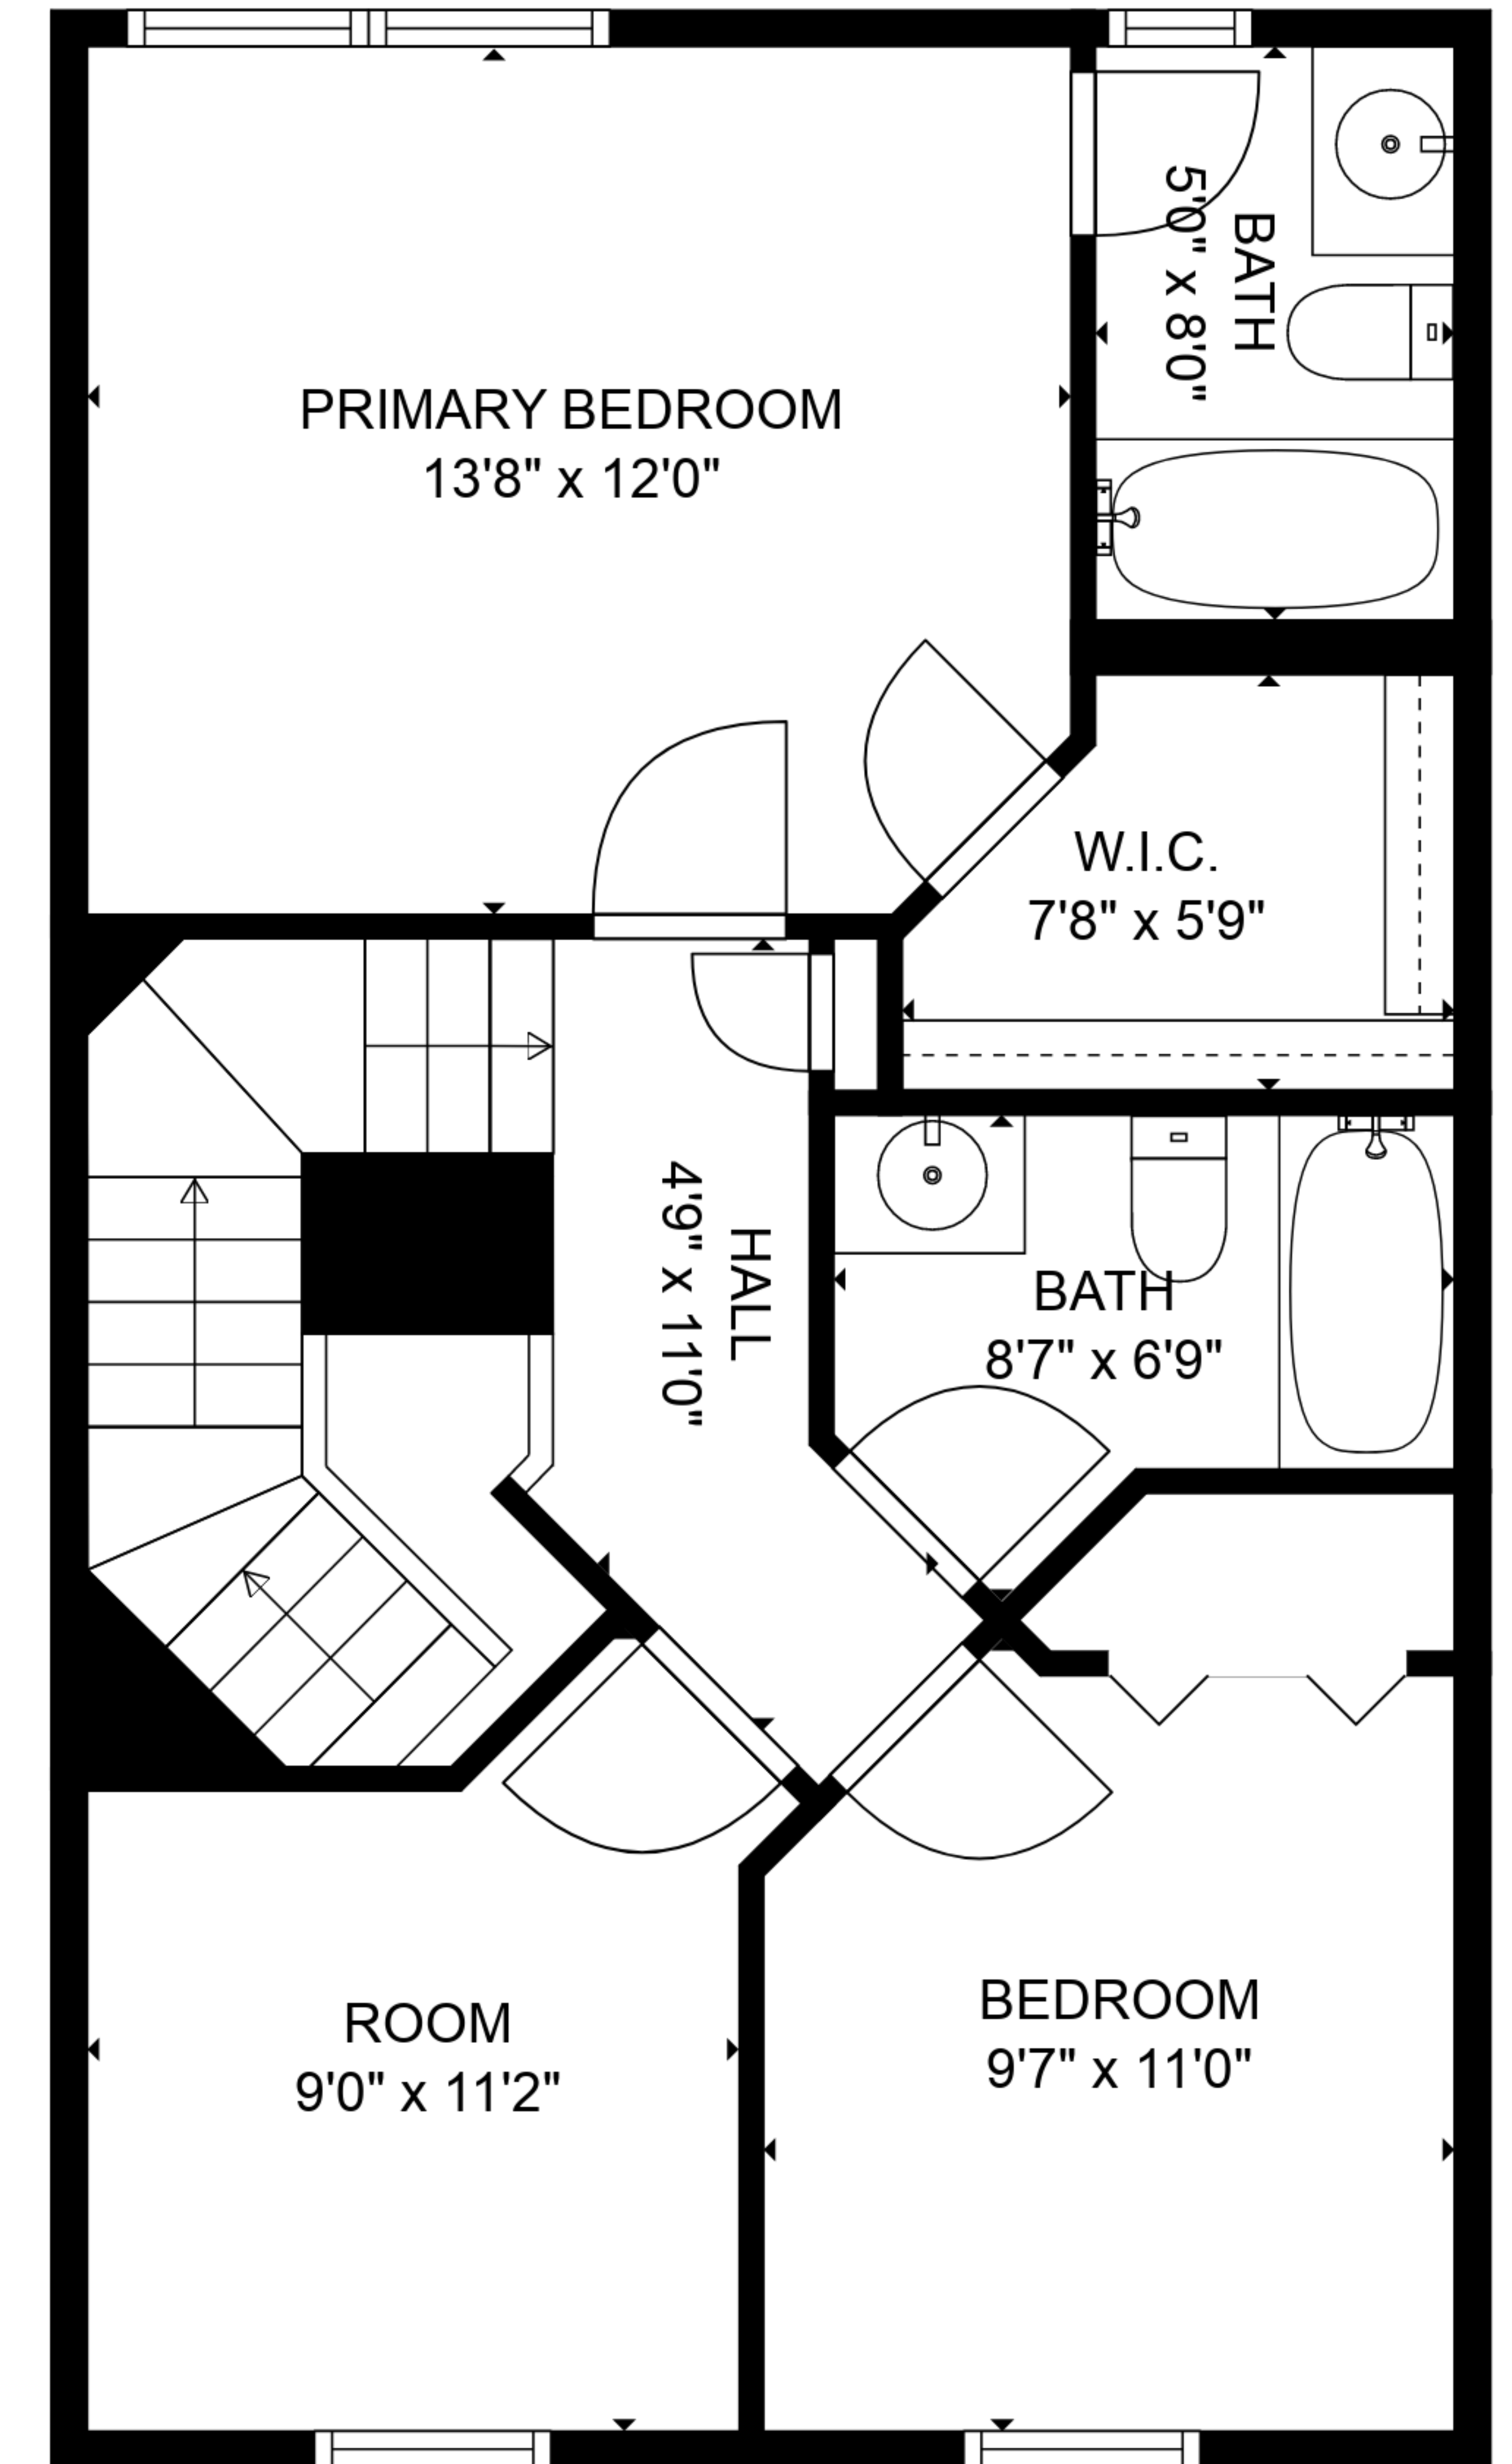 BATH
5'0" x 8'0"
PRIMARY BEDROOM
13'8" x 12'0"
W.I.C.
7'8" x 5'9"
HALL
4'9" x 11'0"
BATH
8'7" x 6'9"
ROOM
9'0" x 11'2"
BEDROOM
9'7" x 11'0"